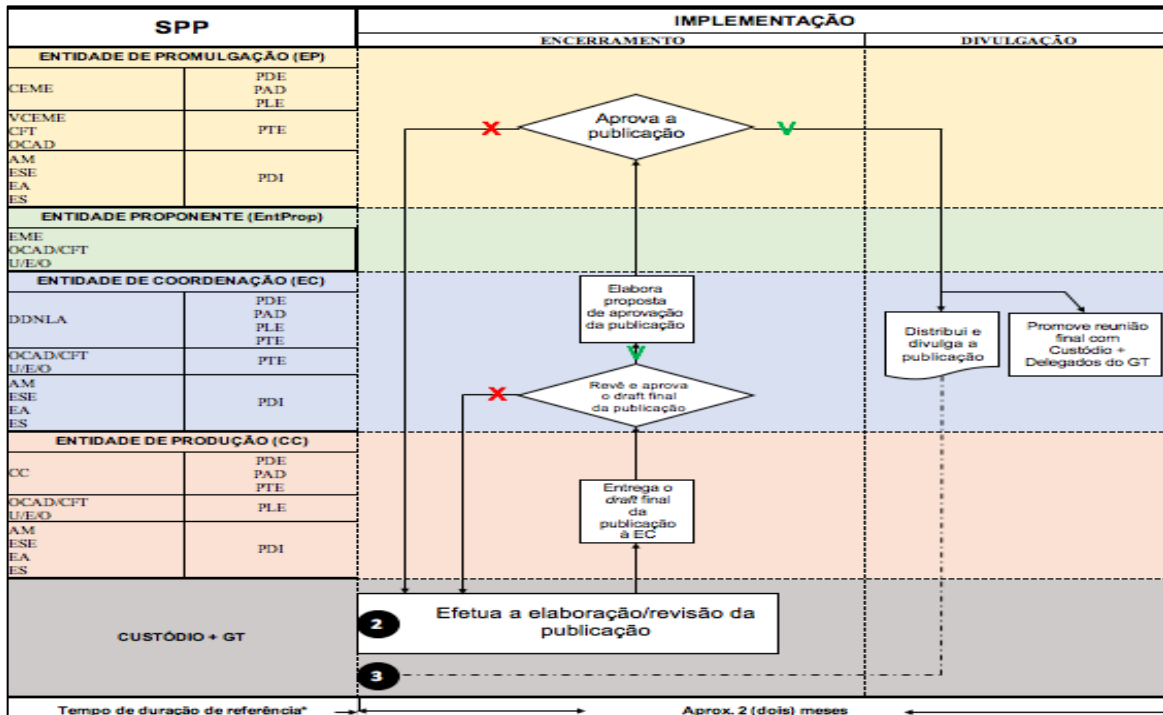 SPP
IMPLEMENTAÇÃO
ENCERRAMENTO
DIVULGAÇÃO
ENTIDADE DE PROMULGAÇÃO (EP)
CEME
PDE
PAD
PLE
VCEME
CFT
OCAD
PTE
AM
ESE
EA
ES
PDI
X
Aprova a
publicação
V
ENTIDADE PROPONENTE (EntProp)
EME
OCAD/CFT
U/E/O
ENTIDADE DE COORDENAÇÃO (EC)
DDNLA
PDE
PAD
PLE
PTE
OCAD/CFT
U/E/O
PTE
AM
ESE
EA
ES
PDI
Elabora
proposta
de aprovação
da publicação
V
X
Revê e aprova
o draft final
da publicação
Distribui e
divulga a
publicação
Promove reunião
final com
Custódio +
Delegados do GT
ENTIDADE DE PRODUÇÃO (CC)
CC
PDE
PAD
PTE
OCAD/CFT
U/E/O
PLE
AM
ESE
EA
ES
PDI
Entrega o
draft final
da
publicação
à EC
CUSTÓDIO + GT
2
Efetua a elaboração/revisão da
publicação
3
Tempo de duração de referência*
Aprox. 2 (dois) meses